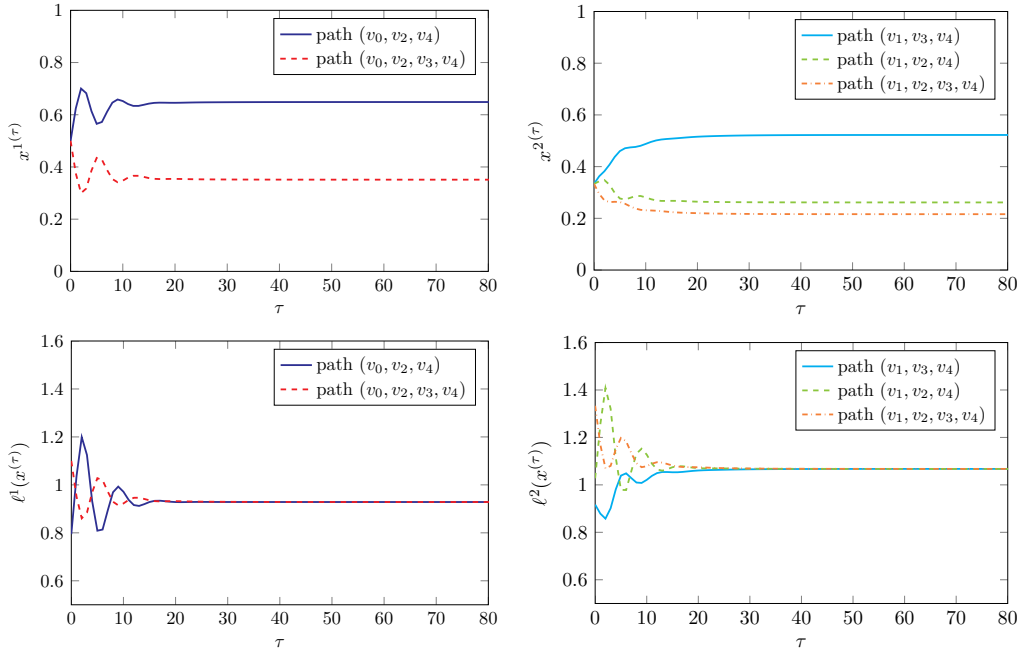 1
0.8
0.6
0.4
0.2
0
0 10 20 30 40 50 60 70 80
τ
x^{1^{(τ)}}
path (v_0, v_2, v_4)
path (v_0, v_2, v_3, v_4)
1
0.8
0.6
0.4
0.2
0
0 10 20 30 40 50 60 70 80
τ
x^{2^{(τ)}}
path (v_1, v_3, v_4)
path (v_1, v_2, v_4)
path (v_1, v_2, v_3, v_4)
1.6
1.4
1.2
1
0.8
0.6
0 10 20 30 40 50 60 70 80
τ
ℓ^1(x^{(τ)})
path (v_0, v_2, v_4)
path (v_0, v_2, v_3, v_4)
1.6
1.4
1.2
1
0.8
0.6
0 10 20 30 40 50 60 70 80
τ
ℓ^2(x^{(τ)})
path (v_1, v_3, v_4)
path (v_1, v_2, v_4)
path (v_1, v_2, v_3, v_4)